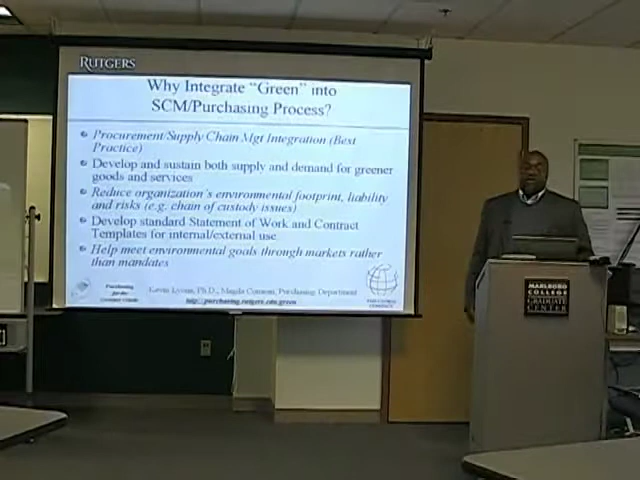 RUTGERS
Why Integrate "Green" into
SCM/Purchasing Process?
Procurement/Supply Chain Mgt Integration (Best
Practice)
Develop and sustain both supply and demand for greener
goods and services
Reduce organization's environmental footprint, liability
and risks (e.g. chain of custody issues)
Develop standard Statement of Work and Contract
Templates for internal/external use
Help meet environmental goals through markets rather
than mandates
Kevin Lyons, Ph.D., Purchasing Department
http://purchasing.rutgers.edu/green
MARLBORO
COLLEGE
GRADUATE
CENTER